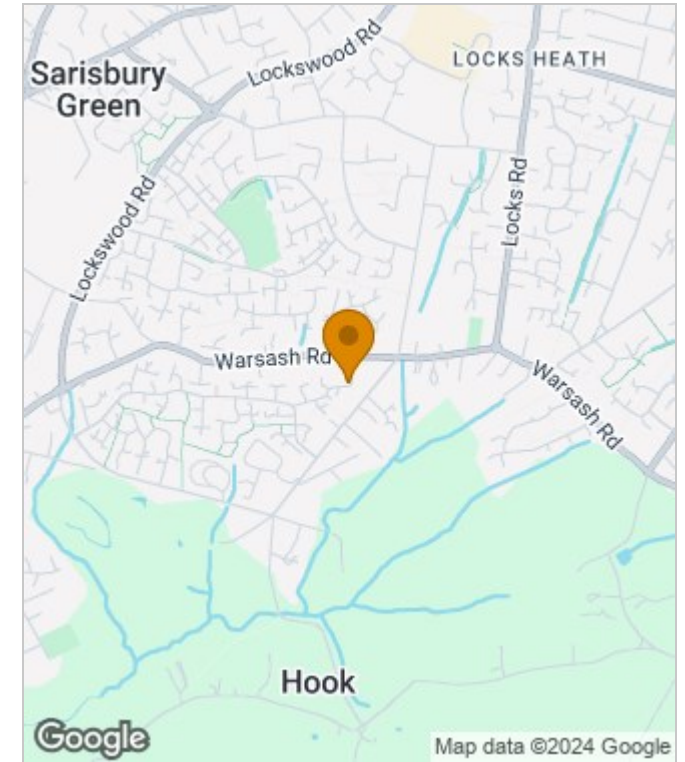 Sarisbury
Green
Lockswood Rd
LOCKS HEATH
Lockswood Rd
Locks Rd
Warsash Rd
Warsash Rd
Hook
Google
Map data ©2024 Google